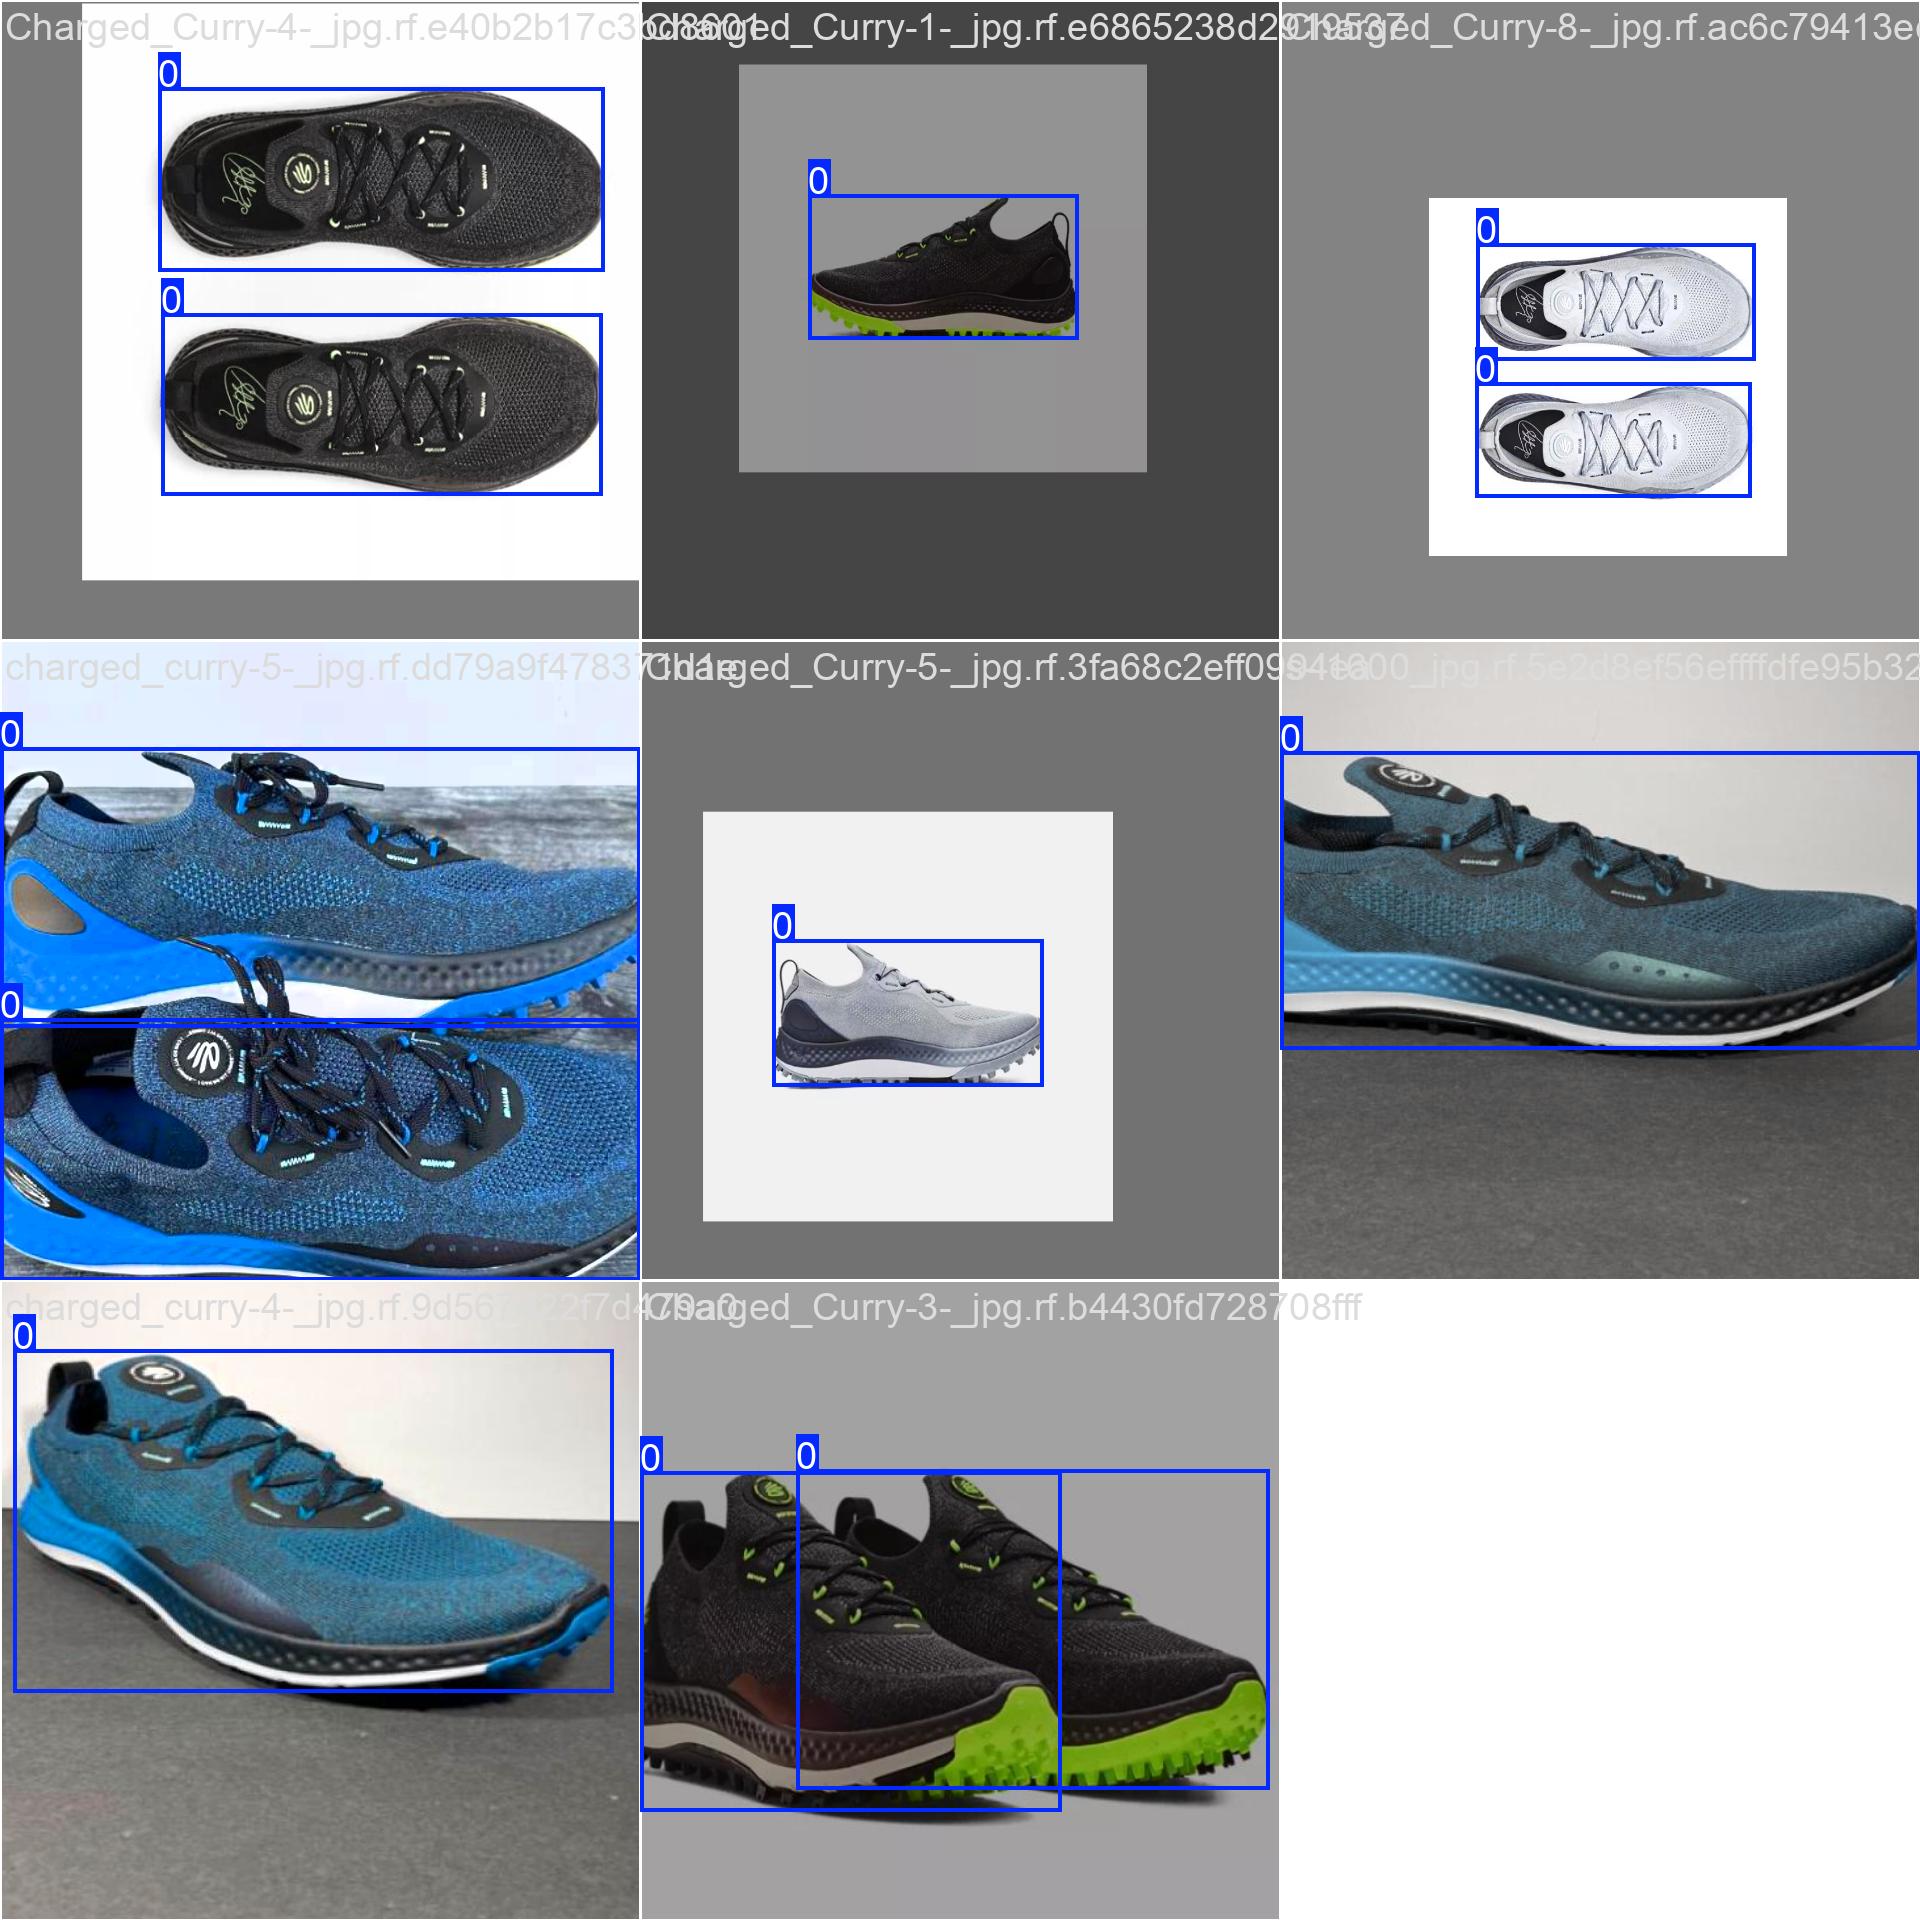 Charged_Curry-4-_jpg.rf.e40b2b17c3
Charged_Curry-1-_jpg.rf.e6865238d2919537
Charged_Curry-8-_jpg.rf.ac6c79413e
0
0
0
0
0
charged_curry-5-_jpg.rf.dd79a9f47837
Charged_Curry-5-_jpg.rf.3fa68c2eff09
_jpg.rf.5e2d8ef56effffdfe95b32
0
0
0
0
charged_curry-4-_jpg.rf.9d56
Charged_Curry-3-_jpg.rf.b4430fd728708fff
0
0
0